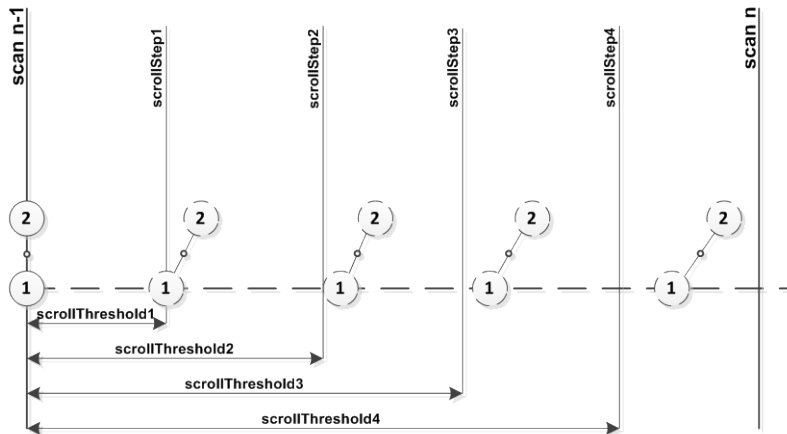 scan n-1
scrollStep1
scrollStep2
scrollStep3
scrollStep4
scan n
2
2
2
2
2
1
1
1
1
1
scrollThreshold1
scrollThreshold2
scrollThreshold3
scrollThreshold4